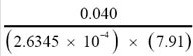 0.040
(2.6345 × 10⁻⁴) × (7.91)